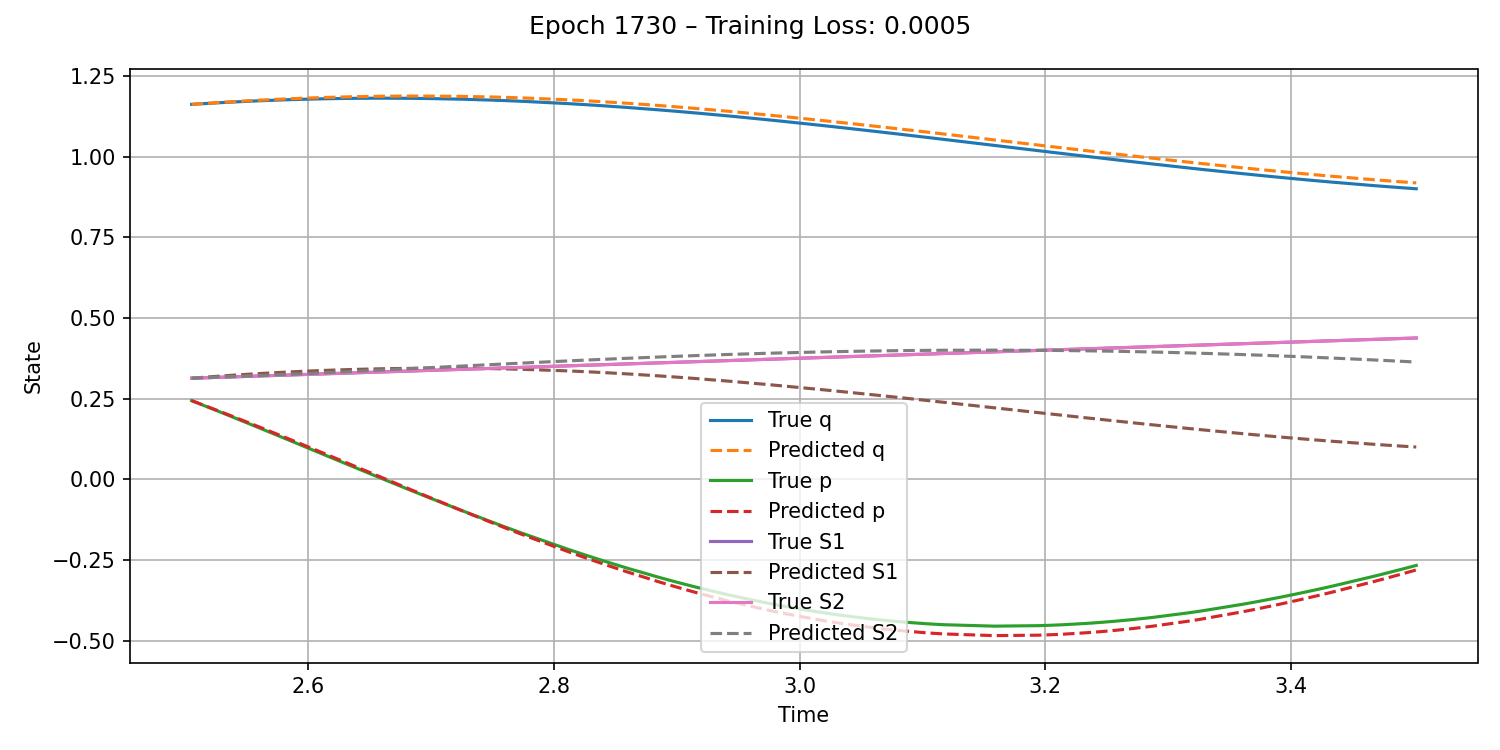 Epoch 1730 – Training Loss: 0.0005
1.25
1.00
0.75
0.50
0.25
0.00
−0.25
−0.50
State
True q
Predicted q
True p
Predicted p
True S1
Predicted S1
True S2
Predicted S2
2.6
2.8
3.0
3.2
3.4
Time